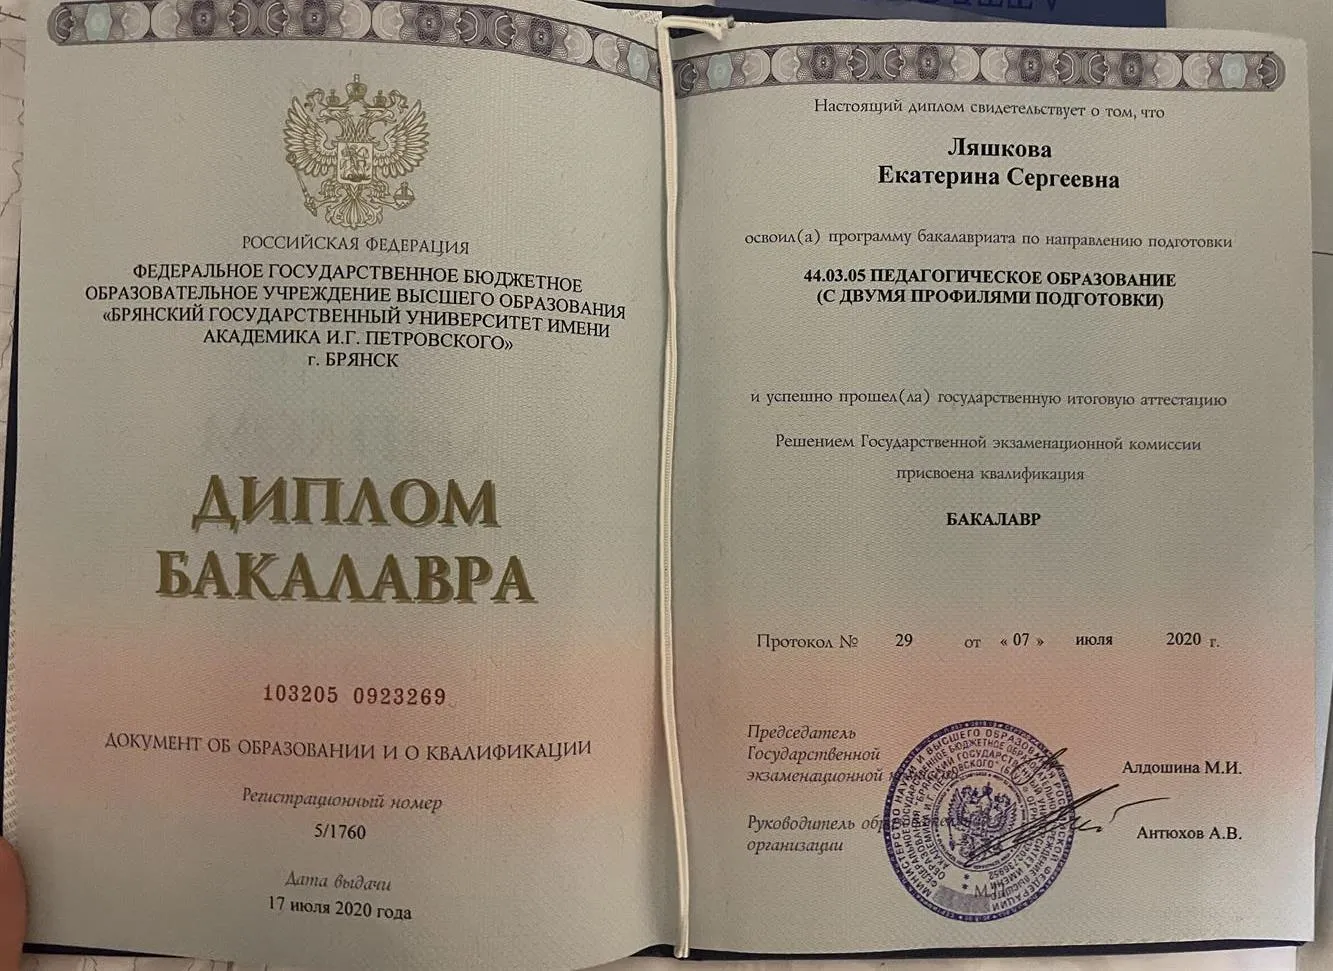 РОССИЙСКАЯ ФЕДЕРАЦИЯ
ФЕДЕРАЛЬНОЕ ГОСУДАРСТВЕННОЕ БЮДЖЕТНОЕ
ОБРАЗОВАТЕЛЬНОЕ УЧРЕЖДЕНИЕ ВЫСШЕГО ОБРАЗОВАНИЯ
«БРЯНСКИЙ ГОСУДАРСТВЕННЫЙ УНИВЕРСИТЕТ ИМЕНИ
АКАДЕМИКА И.Г. ПЕТРОВСКОГО»
г. БРЯНСК
ДИПЛОМ
БАКАЛАВРА
103205 0923269
ДОКУМЕНТ ОБ ОБРАЗОВАНИИ И О КВАЛИФИКАЦИИ
Регистрационный номер
5/1760
Дата выдачи
17 июля 2020 года
Настоящий диплом свидетельствует о том, что
Ляшкова
Екатерина Сергеевна
освоил(а) программу бакалавриата по направлению подготовки
44.03.05 ПЕДАГОГИЧЕСКОЕ ОБРАЗОВАНИЕ
(С ДВУМЯ ПРОФИЛЯМИ ПОДГОТОВКИ)
и успешно прошел(ла) государственную итоговую аттестацию
Решением Государственной экзаменационной комиссии
присвоена квалификация
БАКАЛАВР
Протокол № 29 от « 07 » июля 2020 г.
Председатель
Государственной
экзаменационной комиссии
Алдошина М.И.
Руководитель образовательной
организации
Антюхов А.В.
М.П.